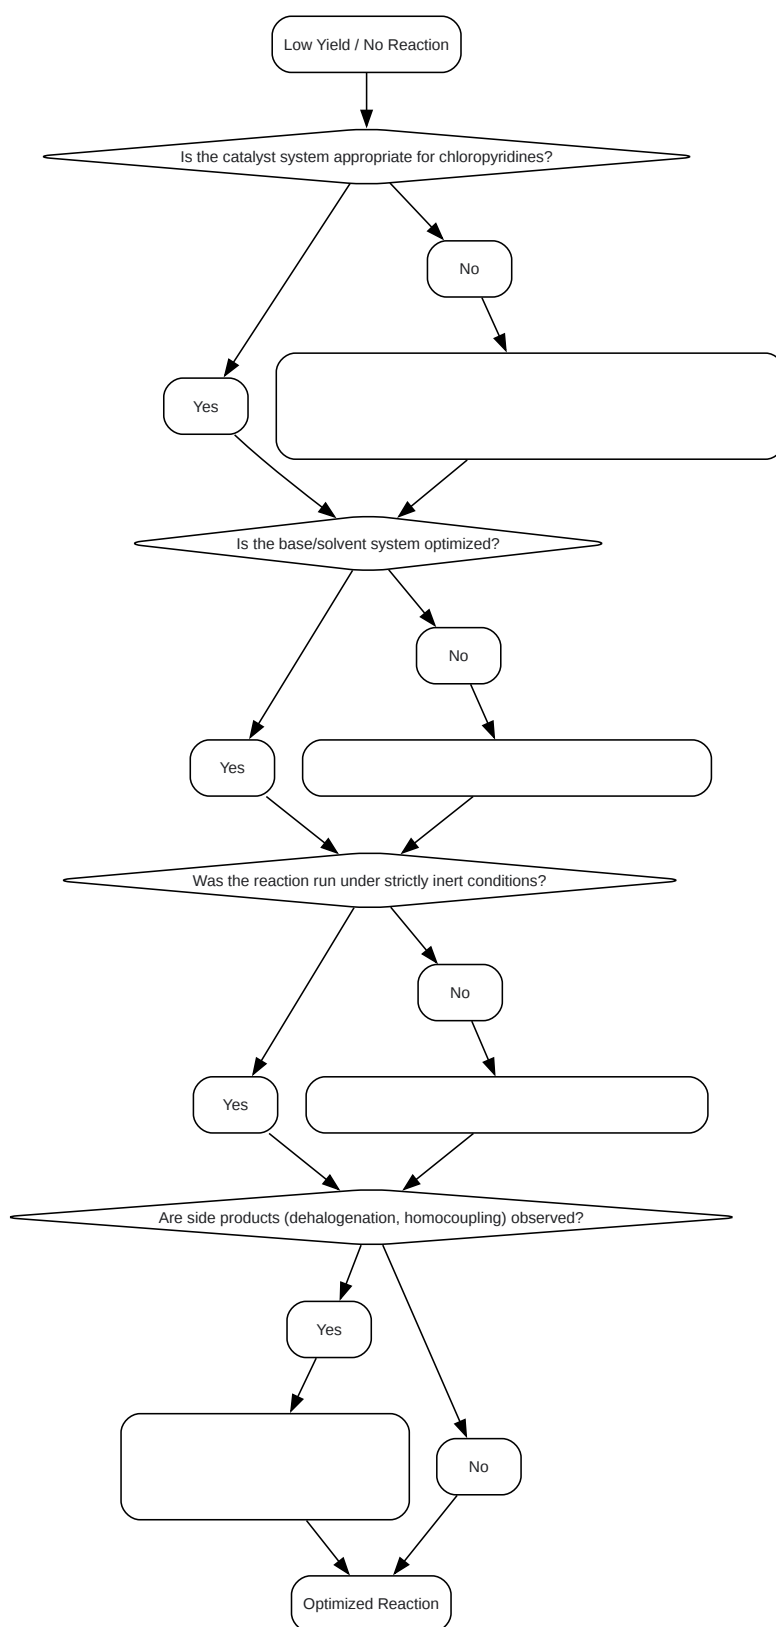 Low Yield / No Reaction
Is the catalyst system appropriate for chloropyridines?
No
Yes
Is the base/solvent system optimized?
No
Yes
Was the reaction run under strictly inert conditions?
No
Yes
Are side products (dehalogenation, homocoupling) observed?
Yes
No
Optimized Reaction